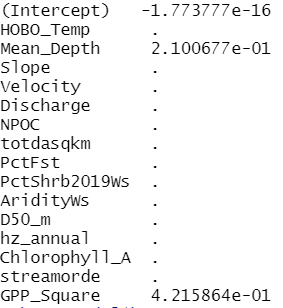 (Intercept) -1.773777e-16
HOBO_Temp .
Mean_Depth 2.100677e-01
Slope .
Velocity .
Discharge .
NPOC .
totdasqkm .
PctFst .
PctShrb2019Ws .
AridityWs .
D50_m .
hz_annual .
Chlorophyll_A .
streamorde .
GPP_Square 4.215864e-01